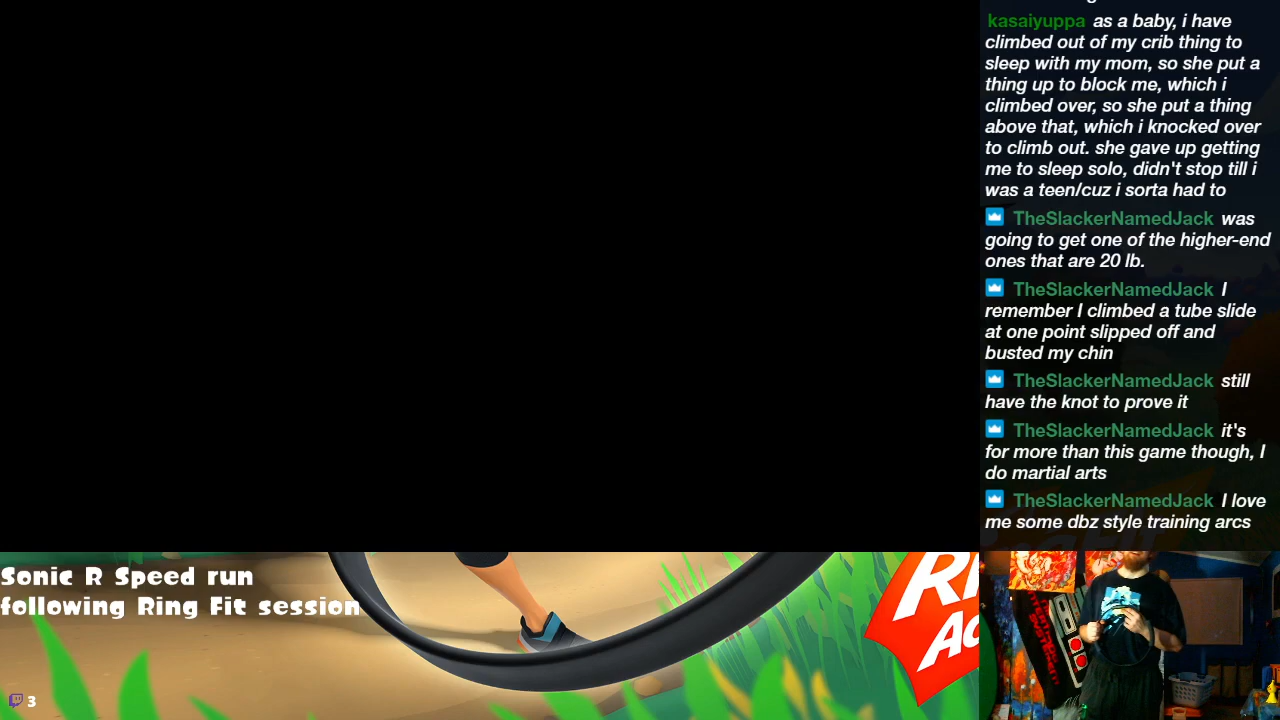 kasaiyuppa as a baby, i have
climbed out of my crib thing to
sleep with my mom, so she put a
thing up to block me, which i
climbed over, so she put a thing
above that, which i knocked over
to climb out. she gave up getting
me to sleep solo, didn't stop till i
was a teen/cuz i sorta had to
TheSlackerNamedJack was
going to get one of the higher-end
ones that are 20 lb.
TheSlackerNamedJack I
remember I climbed a tube slide
at one point slipped off and
busted my chin
TheSlackerNamedJack still
have the knot to prove it
TheSlackerNamedJack it's
for more than this game though, I
do martial arts
TheSlackerNamedJack I love
me some dbz style training arcs
Sonic R Speed run
following Ring Fit session
3